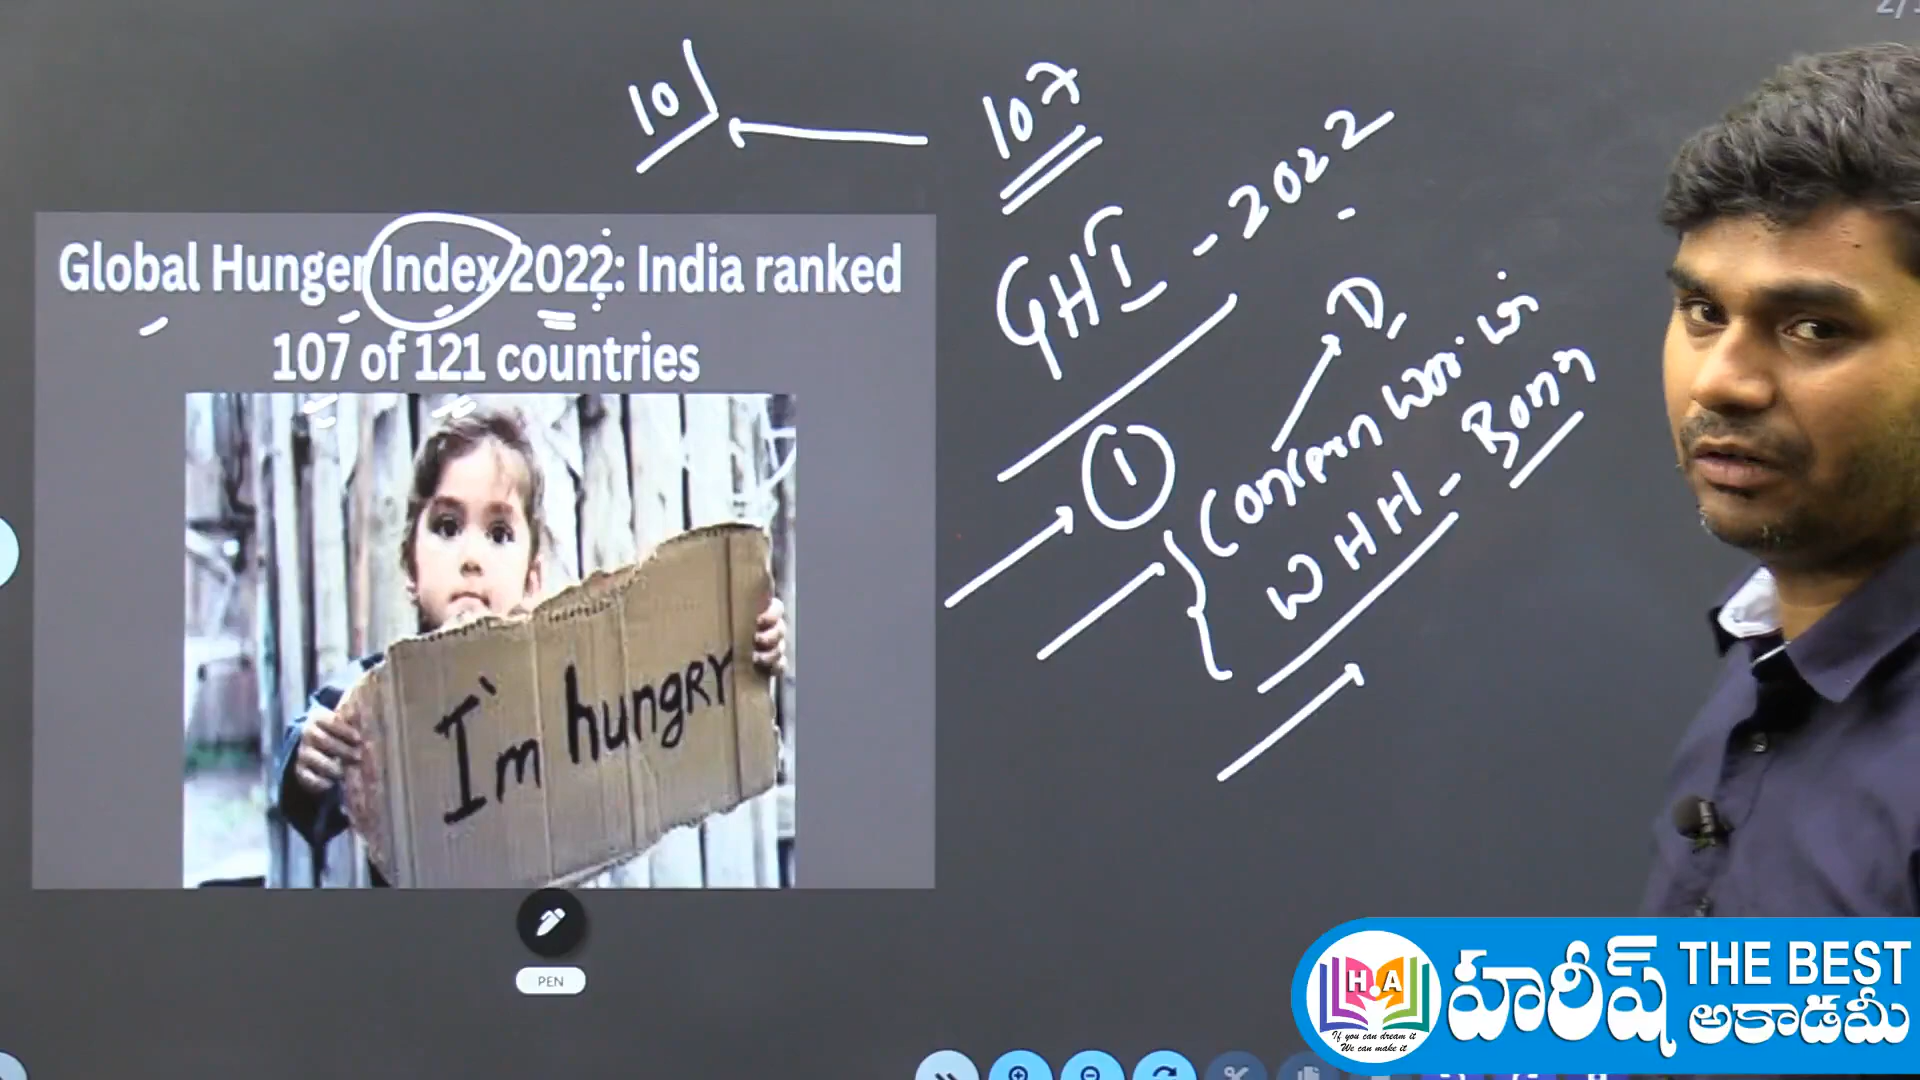 2/
101
107
GHI - 2022
Global Hunger Index 2022: India ranked
107 of 121 countries
D,
1
Concern
WHH - Bonn
I'm hungRY
PEN
H.A
If you can dream it
We can make it
హరీష్
THE BEST
అకాడమీ